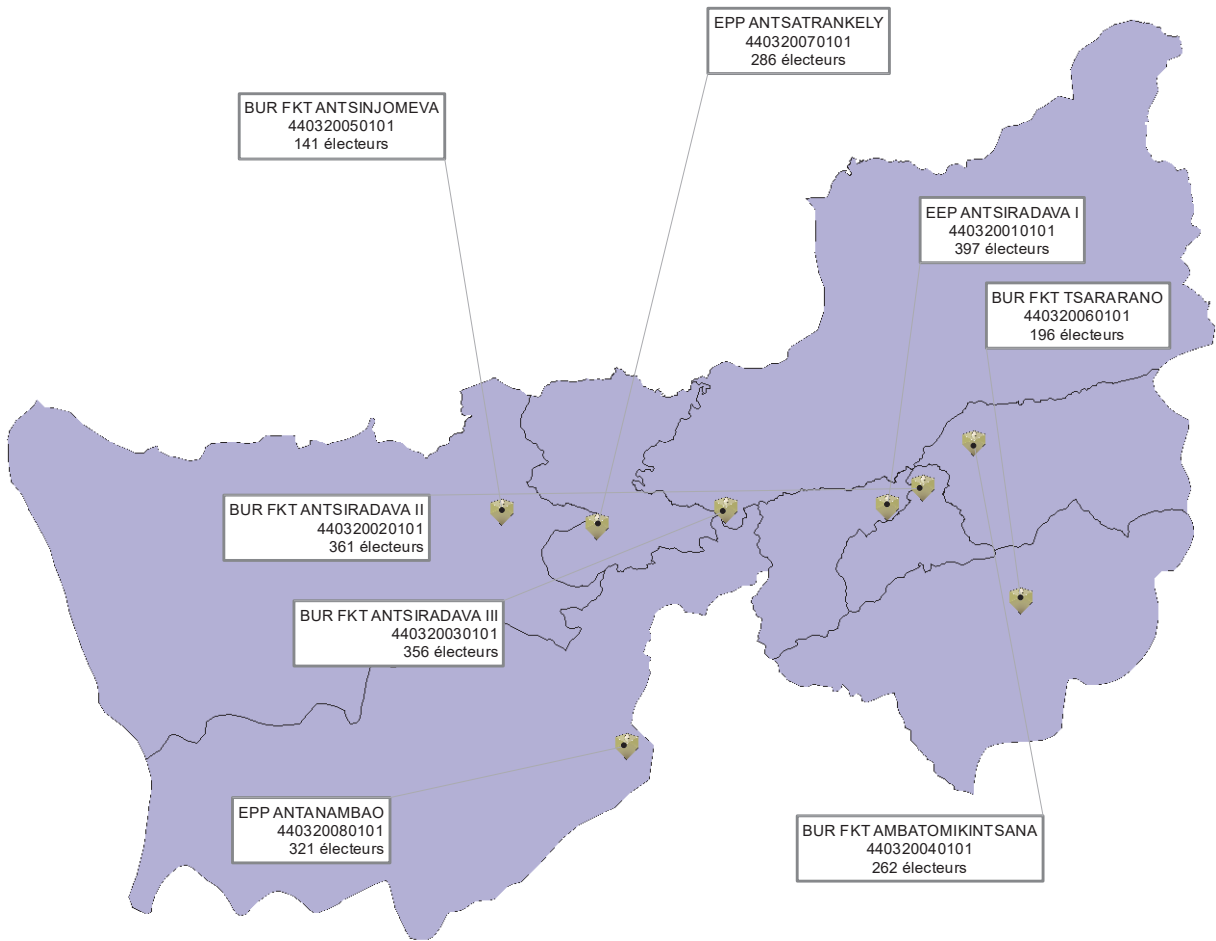 EPP ANTSATRANKELY
440320070101
286 électeurs
BUR FKT ANTSINJOMEVA
440320050101
141 électeurs
EEP ANTSIRADAVA I
440320010101
397 électeurs
BUR FKT TSARARANO
440320060101
196 électeurs
BUR FKT ANTSIRADAVA II
440320020101
361 électeurs
BUR FKT ANTSIRADAVA III
440320030101
356 électeurs
EPP ANTANAMBAO
440320080101
321 électeurs
BUR FKT AMBATOMIKINTSANA
440320040101
262 électeurs